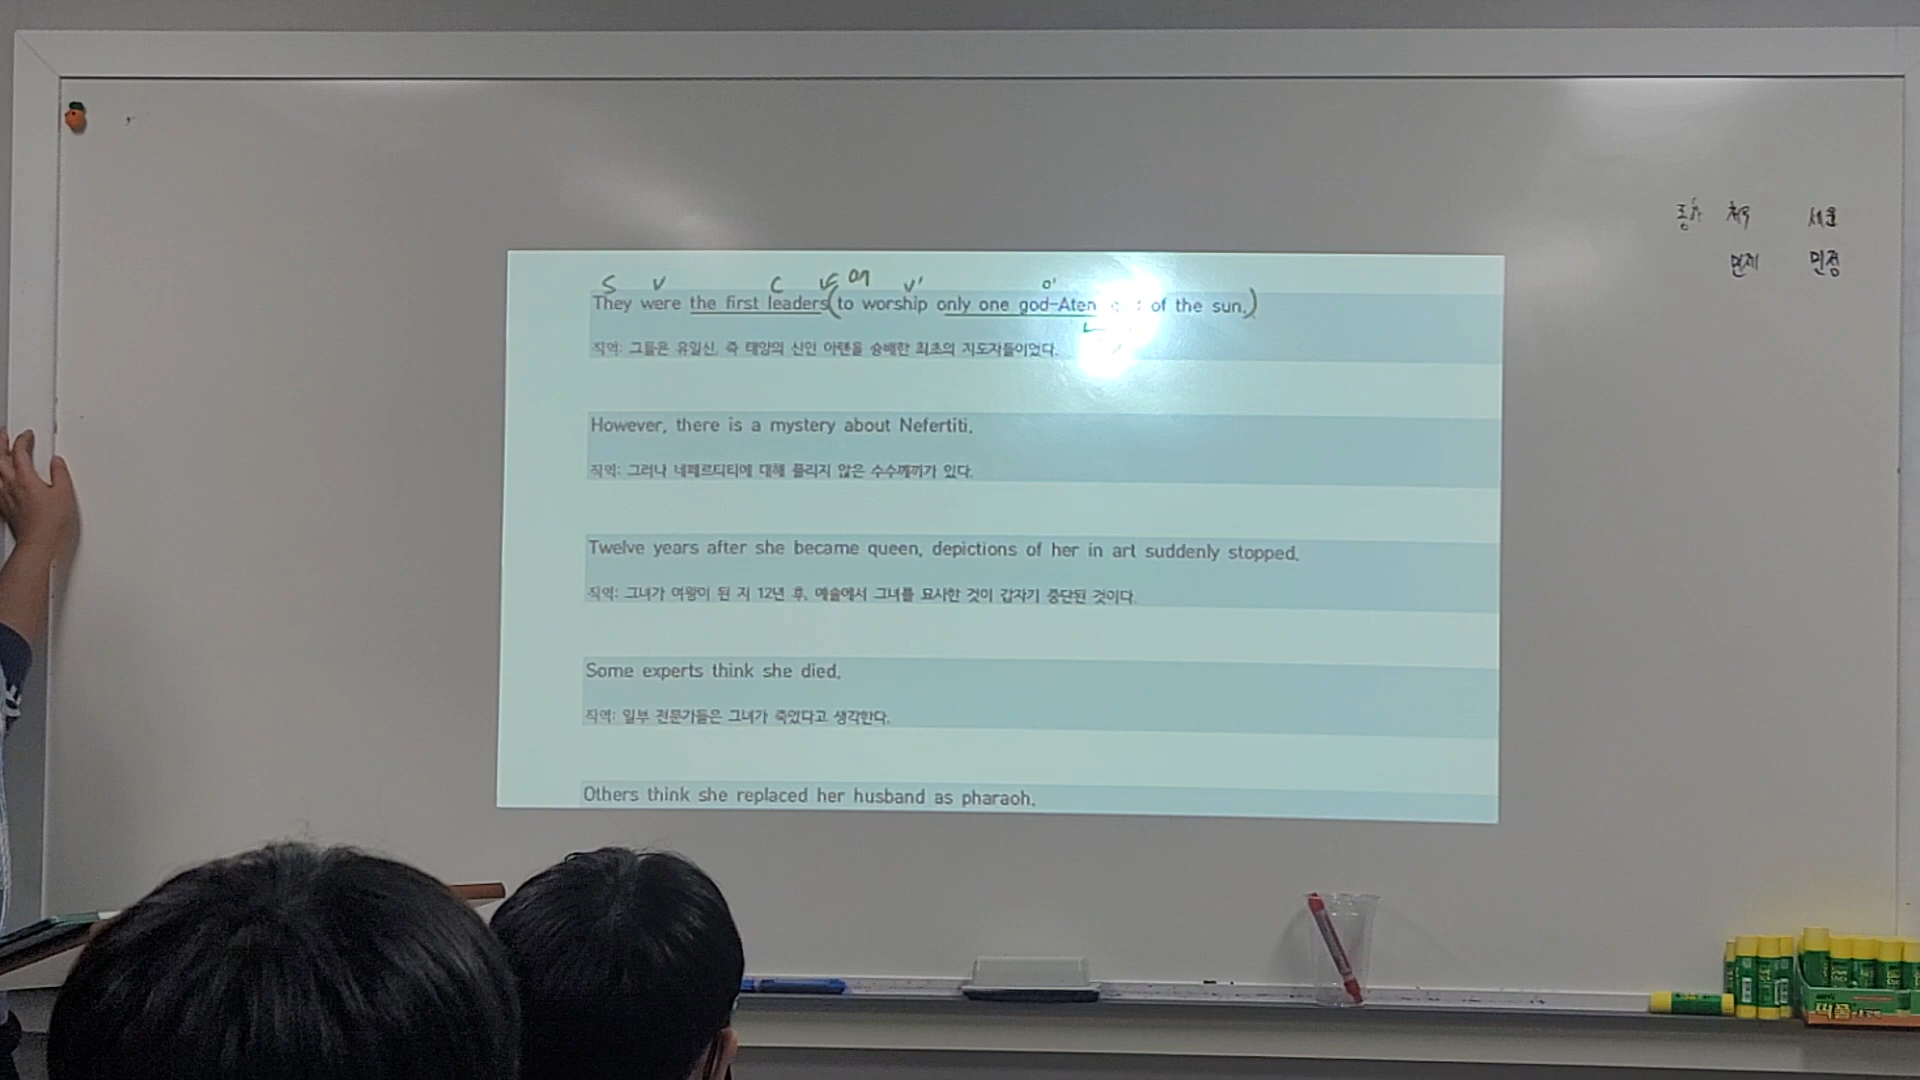 S V C v' o'
They were the first leaders(to worship only one god-Aten of the sun.)
직역: 그들은 유일신, 즉 태양의 신인 아텐을 숭배한 최초의 지도자들이었다.
However, there is a mystery about Nefertiti.
직역: 그러나 네페르티티에 대해 풀리지 않은 수수께끼가 있다.
Twelve years after she became queen, depictions of her in art suddenly stopped.
직역: 그녀가 여왕이 된 지 12년 후, 예술에서 그녀를 묘사한 것이 갑자기 중단된 것이다.
Some experts think she died.
직역: 일부 전문가들은 그녀가 죽었다고 생각한다.
Others think she replaced her husband as pharaoh.
민정
딱풀